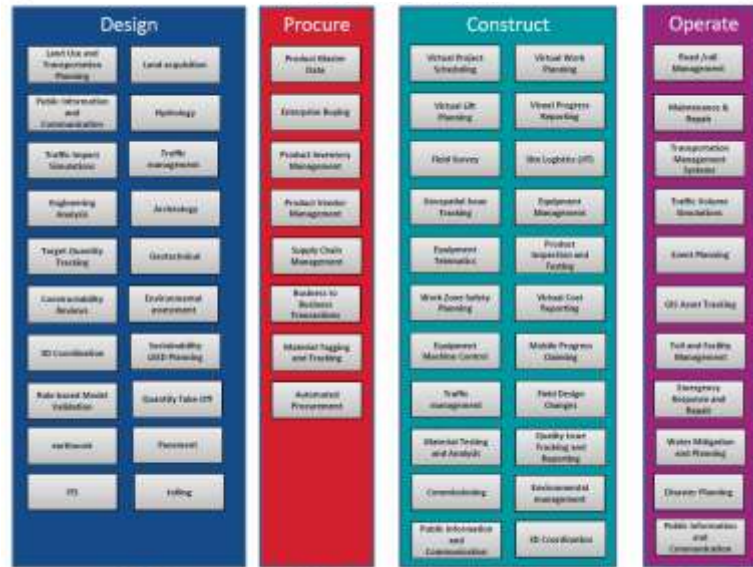 Design
Land Use and
Transportation
Planning
Land acquisition
Public Information
and
Communication
Hydrology
Traffic Impact
Simulations
Traffic
management
Engineering
Analysis
Archeology
Target Quantity
Tracking
Geotechnical
Constructability
Reviews
Environmental
assessment
3D Coordination
Sustainability
LEED Planning
Rule based Model
Validation
Quantity Take Off
earthwork
Pavement
ITS
tolling
Procure
Product Master
Data
Enterprise Buying
Product Inventory
Management
Product Vendor
Management
Supply Chain
Management
Business to
Business
Transactions
Material Tagging
and Tracking
Automated
Procurement
Construct
Virtual Project
Scheduling
Virtual Work
Planning
Virtual Lift
Planning
Visual Progress
Reporting
Field Survey
Site Logistics (JIT)
Geospatial Issue
Tracking
Equipment
Management
Equipment
Telematics
Product
Inspection and
Testing
Work Zone Safety
Planning
Virtual Cost
Reporting
Equipment
Machine Control
Mobile Progress
Claiming
Traffic
management
Field Design
Changes
Material Testing
and Analysis
Quality Issue
Tracking and
Reporting
Commissioning
Environmental
management
Public Information
and
Communication
3D Coordination
Operate
Road /rail
Management
Maintenance &
Repair
Transportation
Management
Systems
Traffic Volume
Simulations
Event Planning
GIS Asset Tracking
Toll and Facility
Management
Emergency
Response and
Repair
Water Mitigation
and Planning
Disaster Planning
Public Information
and
Communication